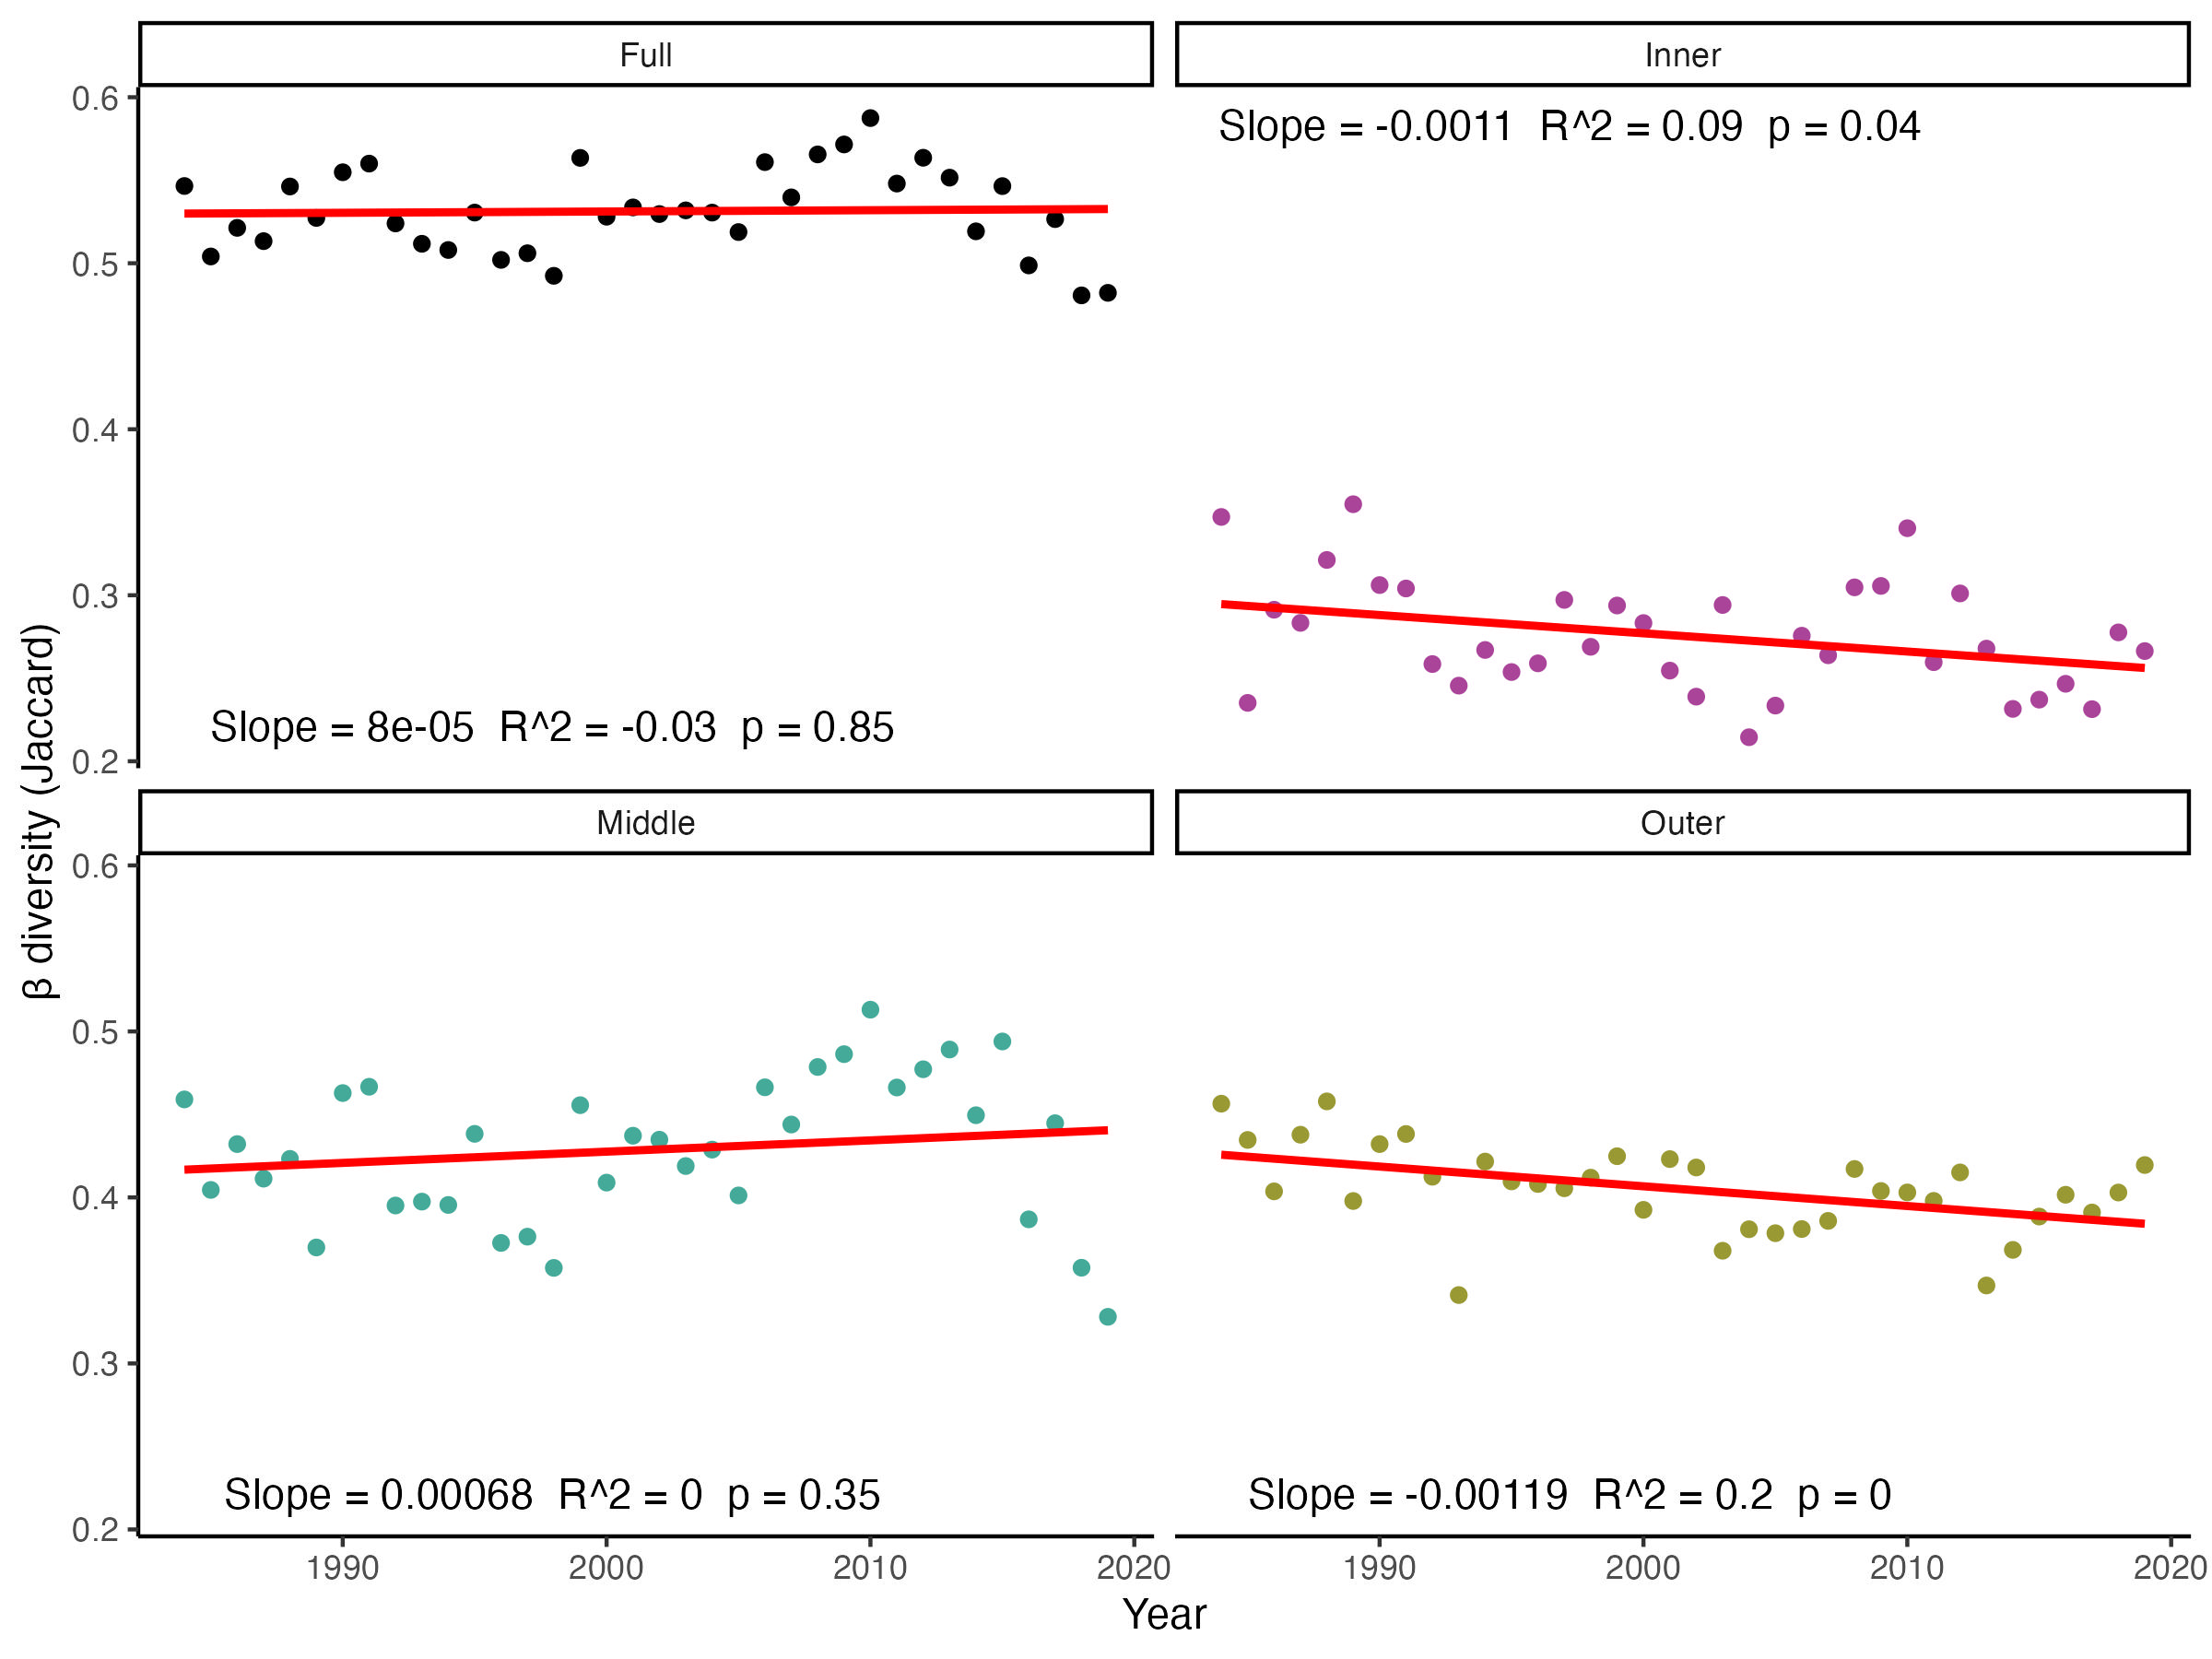 Full
Inner
0.6
0.5
0.4
0.3
0.2
Slope = 8e-05 R^2 = -0.03 p = 0.85
Slope = -0.0011 R^2 = 0.09 p = 0.04
Middle
Outer
0.6
0.5
0.4
0.3
0.2
Slope = 0.00068 R^2 = 0 p = 0.35
Slope = -0.00119 R^2 = 0.2 p = 0
1990 2000 2010 2020
1990 2000 2010 2020
Year
β diversity (Jaccard)